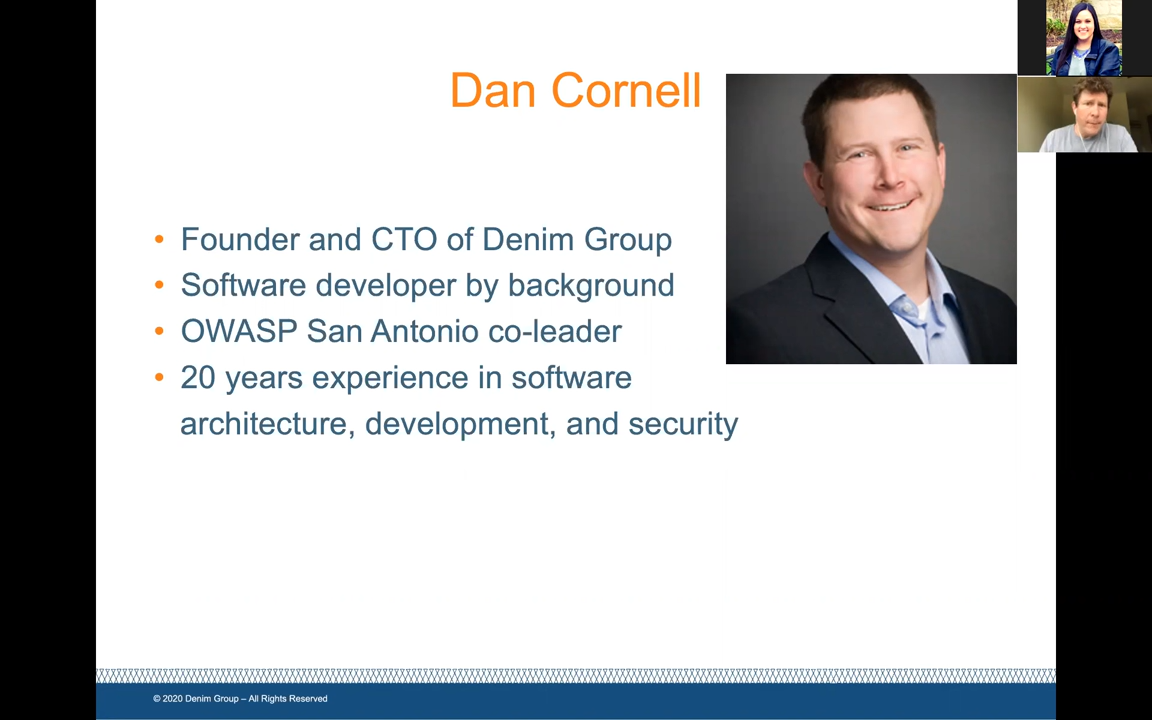 Dan Cornell
• Founder and CTO of Denim Group
• Software developer by background
• OWASP San Antonio co-leader
• 20 years experience in software
architecture, development, and security
© 2020 Denim Group – All Rights Reserved